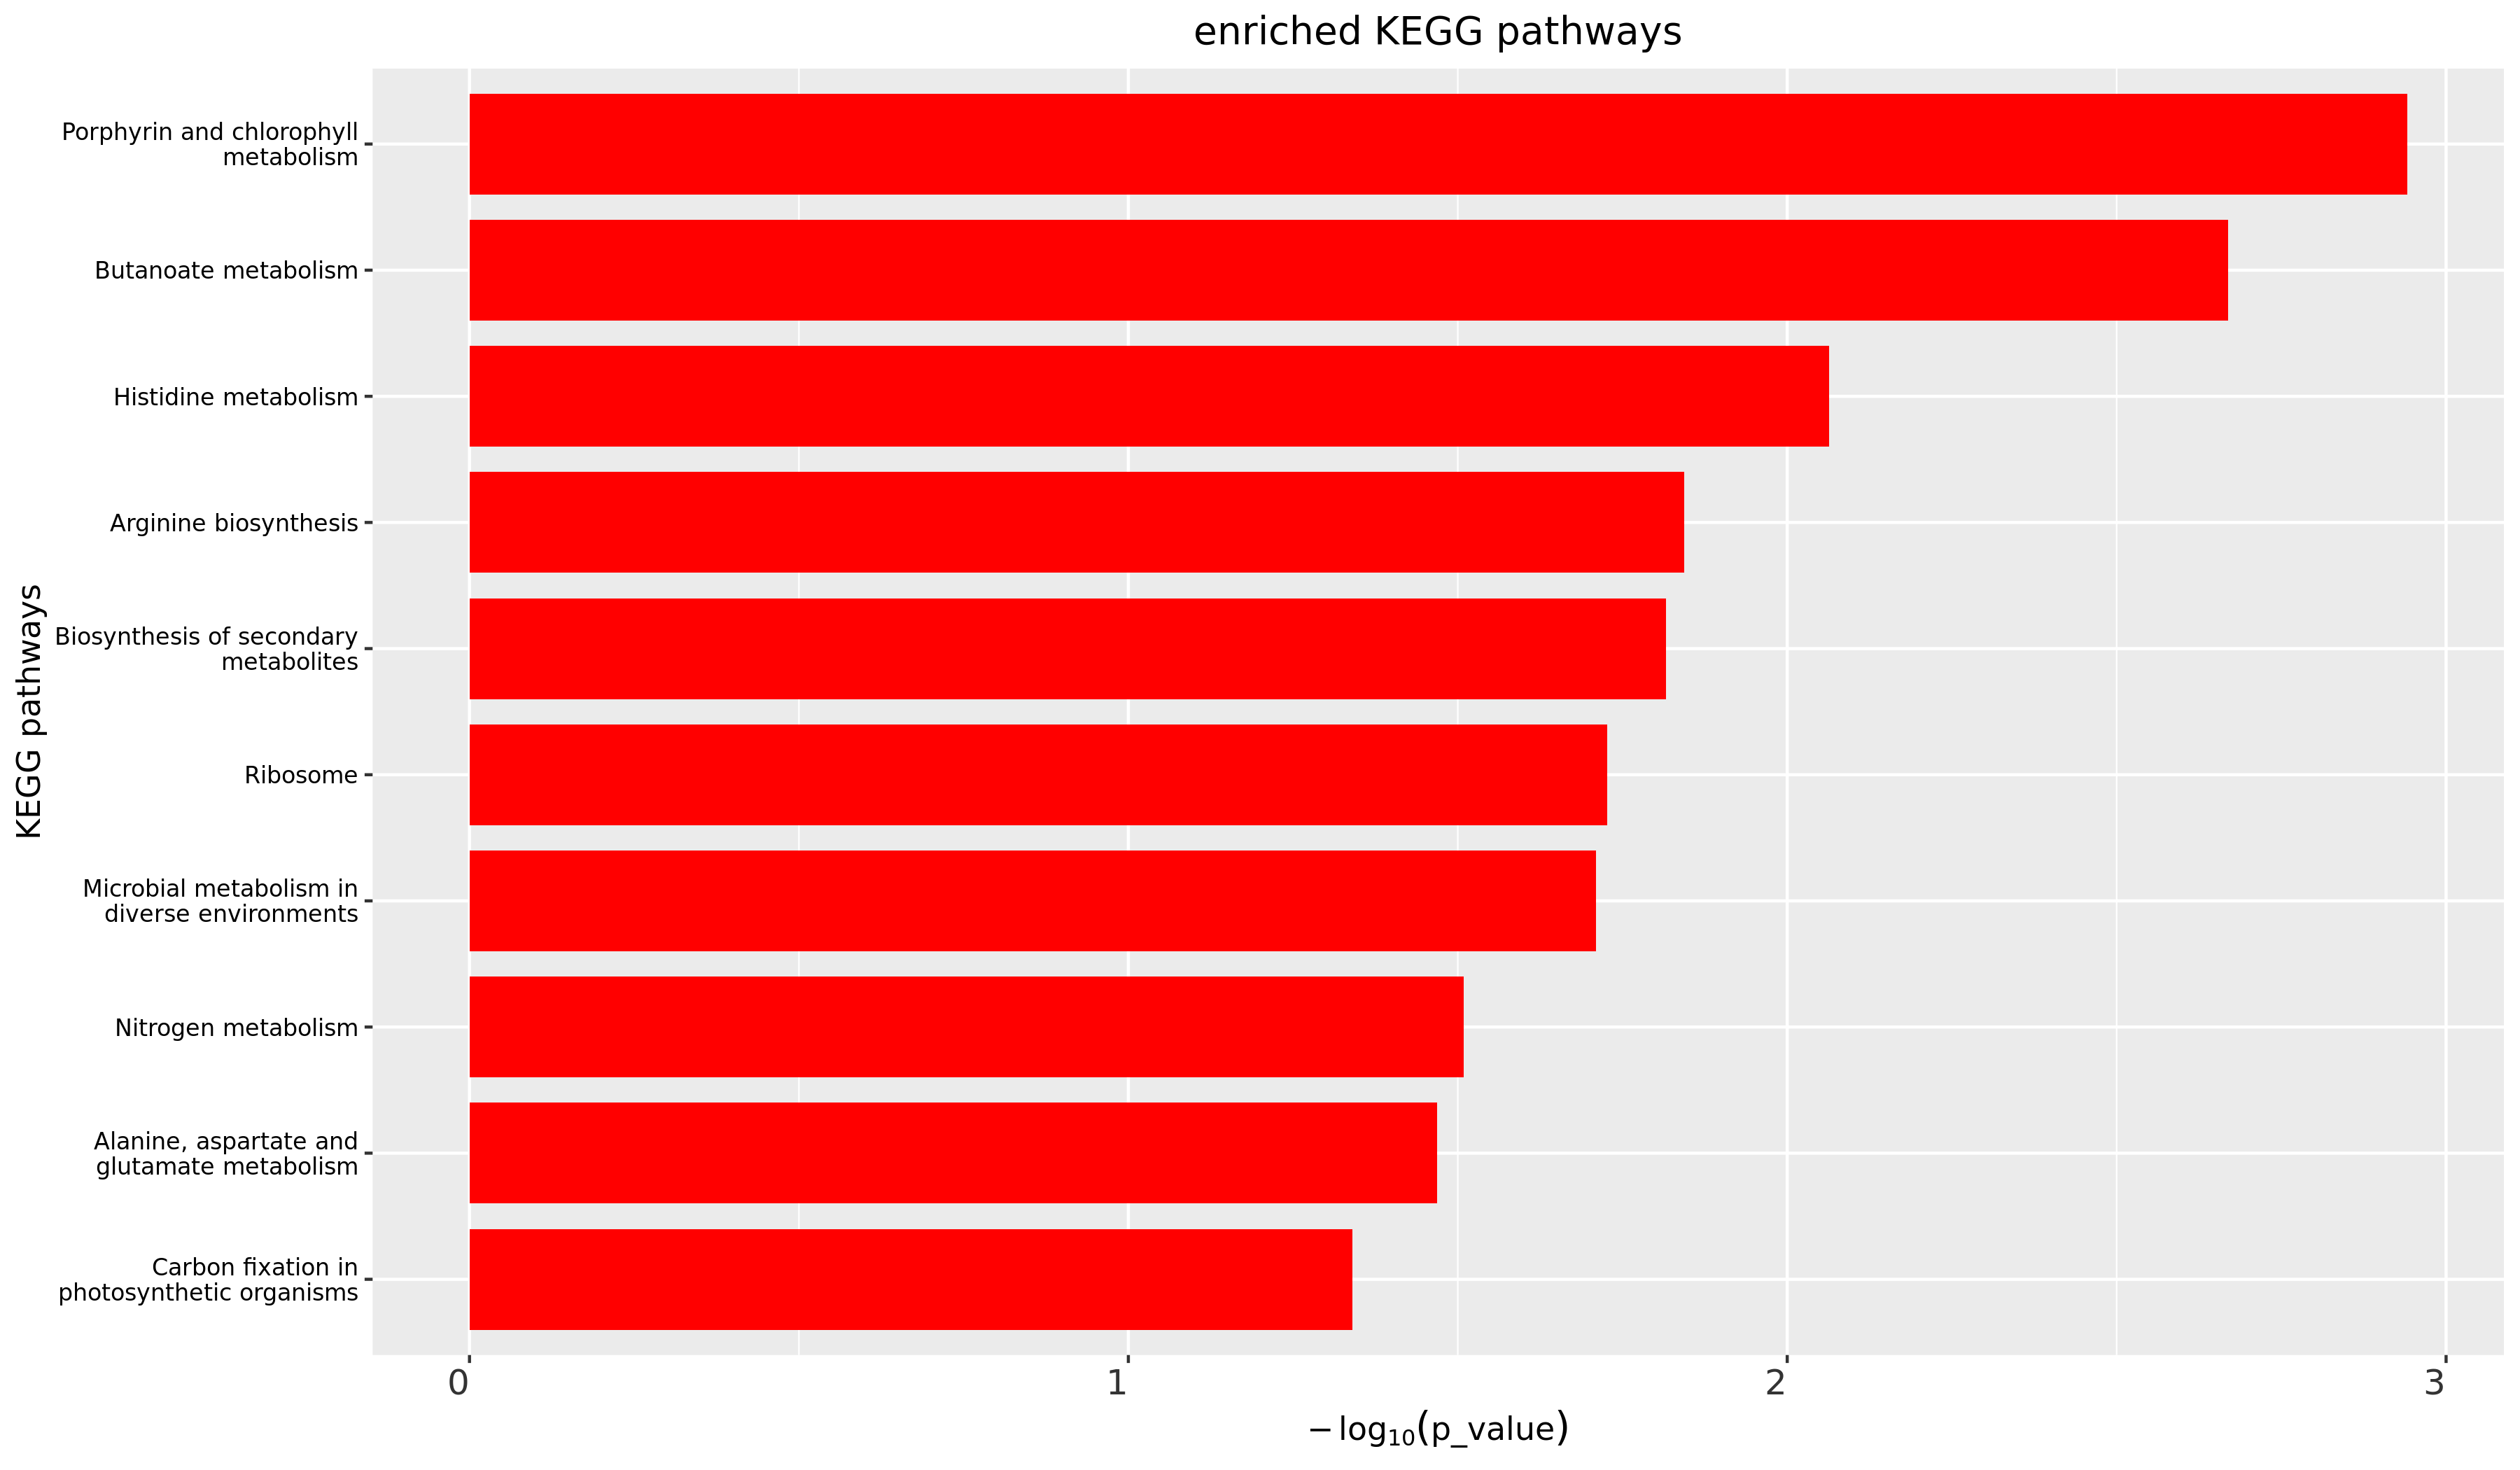 enriched KEGG pathways
Porphyrin and chlorophyll
metabolism
Butanoate metabolism
Histidine metabolism
Arginine biosynthesis
Biosynthesis of secondary
metabolites
Ribosome
Microbial metabolism in
diverse environments
Nitrogen metabolism
Alanine, aspartate and
glutamate metabolism
Carbon fixation in
photosynthetic organisms
KEGG pathways
0 1 2 3
−log₁₀(p_value)